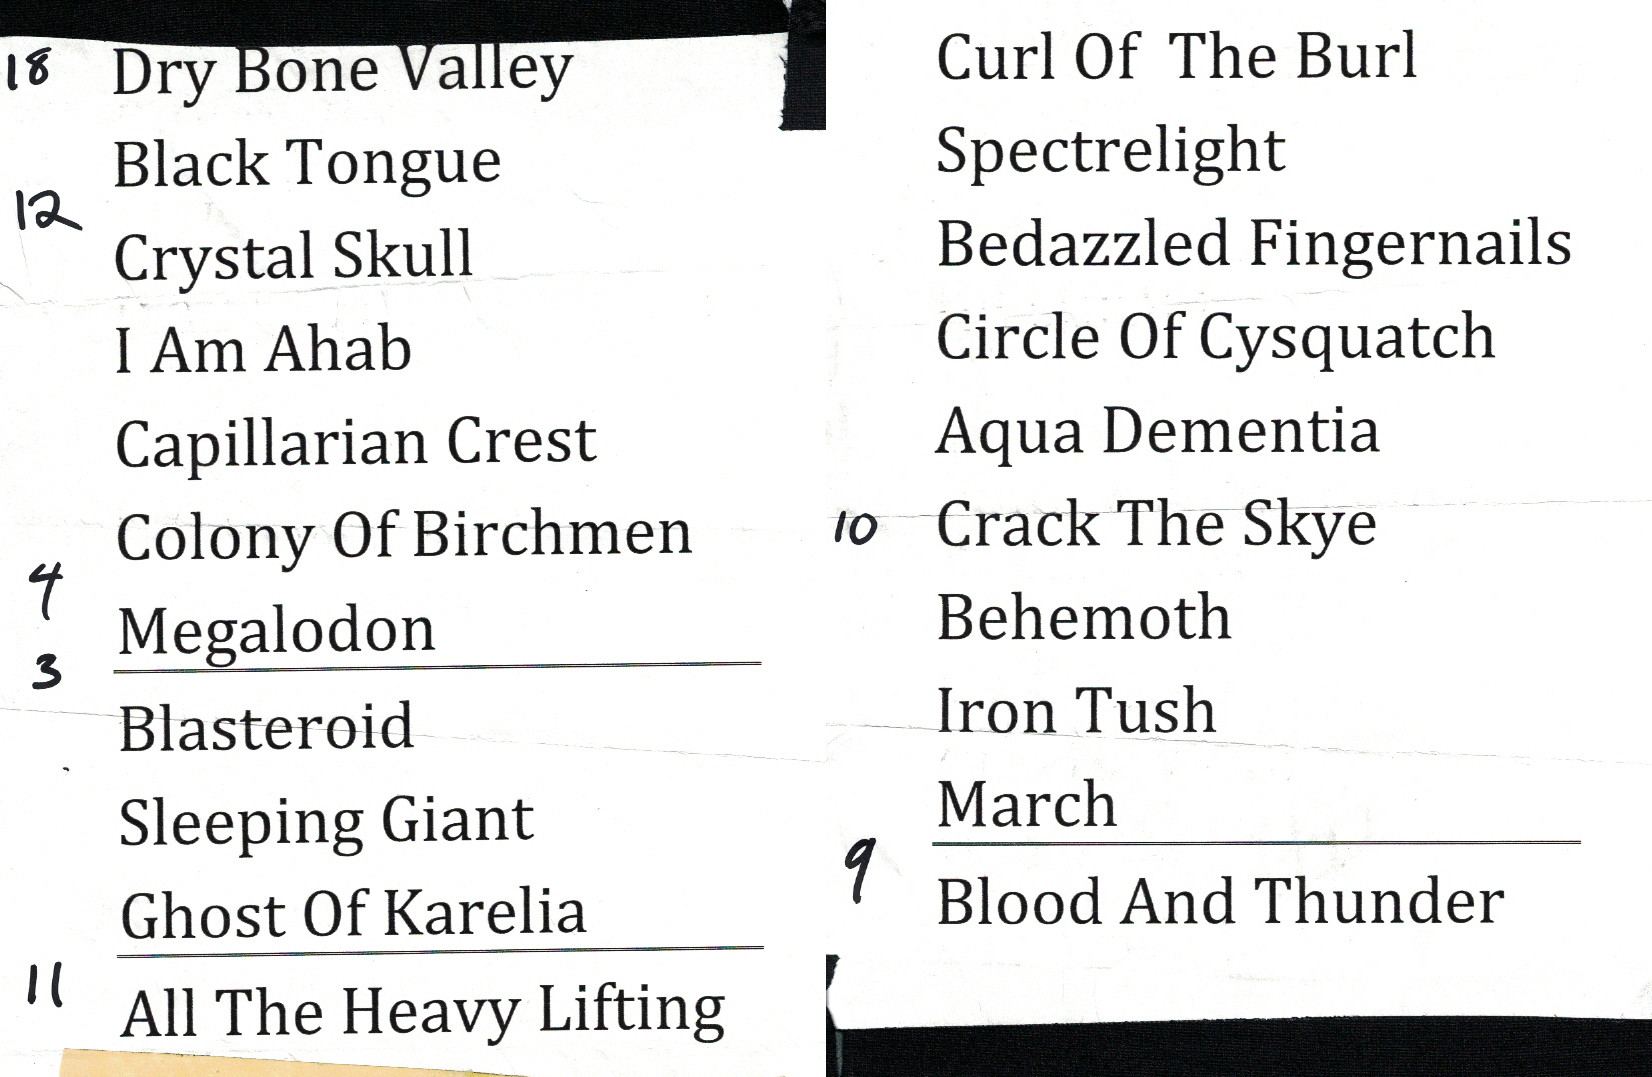 18 Dry Bone Valley
Black Tongue
12
Crystal Skull
I Am Ahab
Capillarian Crest
Colony Of Birchmen
4
Megalodon
3
Blasteroid
Sleeping Giant
Ghost Of Karelia
11
All The Heavy Lifting
Curl Of The Burl
Spectrelight
Bedazzled Fingernails
Circle Of Cysquatch
Aqua Dementia
10 Crack The Skye
Behemoth
Iron Tush
March
9
Blood And Thunder